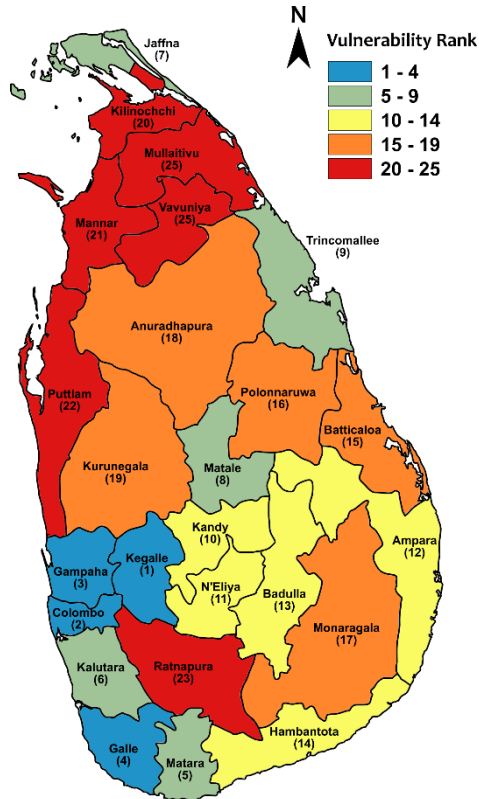 N
Vulnerability Rank
1 - 4
5 - 9
10 - 14
15 - 19
20 - 25
Jaffna
(7)
Kilinochchi
(20)
Mullaitivu
(25)
Vavuniya
(25)
Mannar
(21)
Trincomallee
(9)
Anuradhapura
(18)
Puttlam
(22)
Polonnaruwa
(16)
Batticaloa
(15)
Kurunegala
(19)
Matale
(8)
Kandy
(10)
Ampara
(12)
Gampaha
(3)
Kegalle
(1)
N'Eliya
(11)
Badulla
(13)
Colombo
(2)
Monaragala
(17)
Kalutara
(6)
Ratnapura
(23)
Hambantota
(14)
Galle
(4)
Matara
(5)